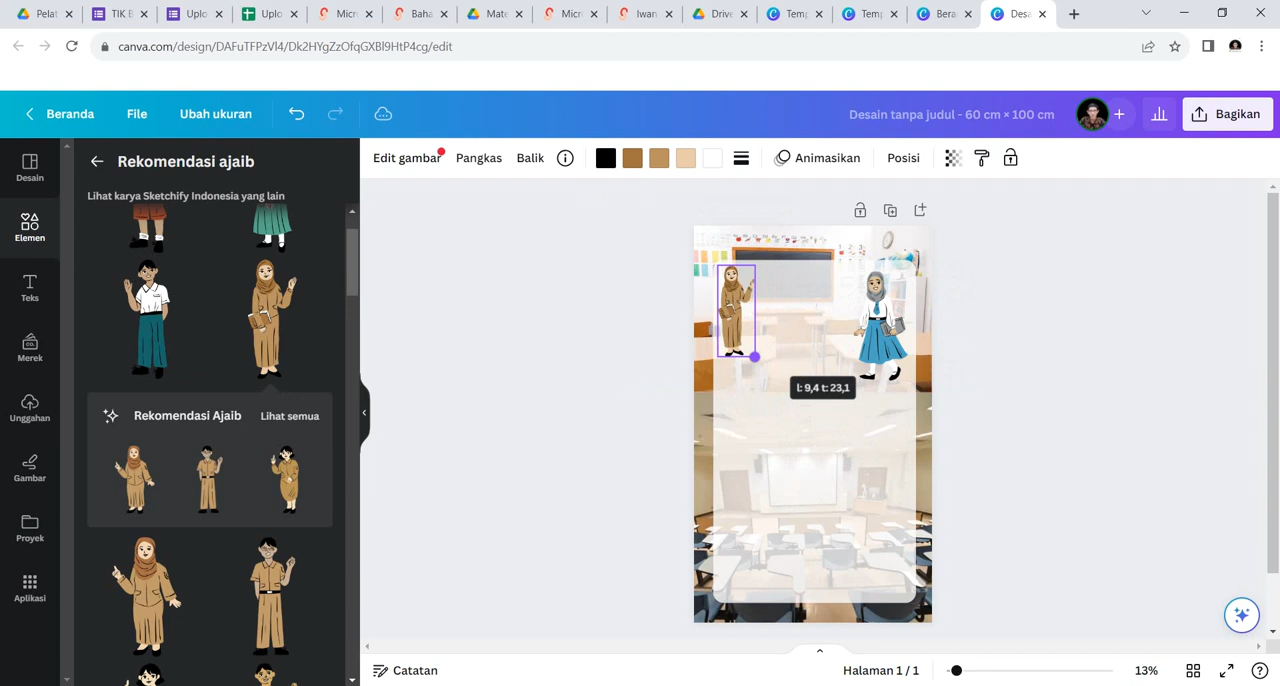 Pelat
TIK B
Uplo
Uplo
Micro
Baha
Mate
Micro
Iwan
Drive
Temp
Temp
Bera
Desa
canva.com/design/DAFuTFPzVl4/Dk2HYgZzOfqGXBl9HtP4cg/edit
Beranda
File
Ubah ukuran
Desain tanpa judul - 60 cm × 100 cm
Bagikan
Desain
Elemen
Teks
Merek
Unggahan
Gambar
Proyek
Aplikasi
Rekomendasi ajaib
Lihat karya Sketchify Indonesia yang lain
Rekomendasi Ajaib
Lihat semua
Edit gambar
Pangkas
Balik
Animasikan
Posisi
l: 9,4 t: 23,1
Catatan
Halaman 1 / 1
13%